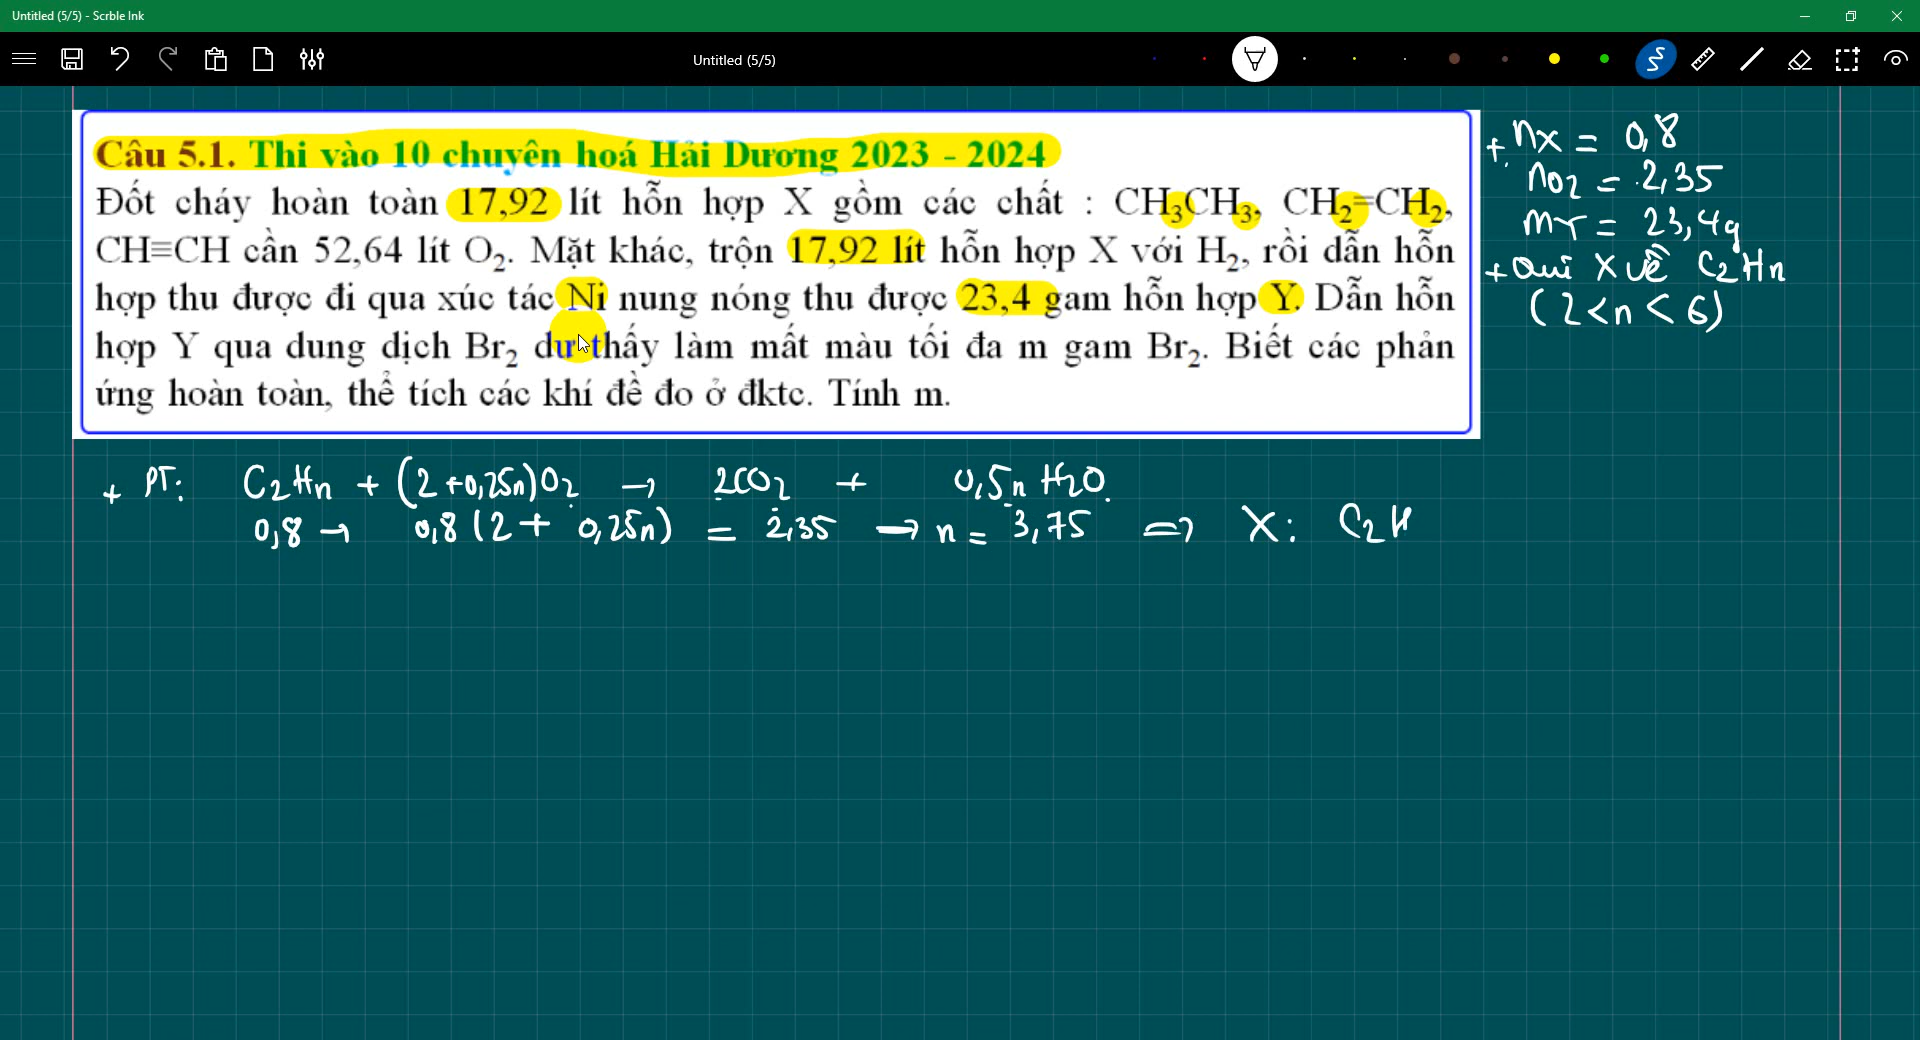 Untitled (5/5) - Scrble Ink
Untitled (5/5)
Câu 5.1. Thi vào 10 chuyên hoá Hải Dương 2023 - 2024
Đốt cháy hoàn toàn 17,92 lít hỗn hợp X gồm các chất : CH₃CH₃, CH₂=CH₂,
CH≡CH cần 52,64 lít O₂. Mặt khác, trộn 17,92 lít hỗn hợp X với H₂, rồi dẫn hỗn
hợp thu được đi qua xúc tác Ni nung nóng thu được 23,4 gam hỗn hợp Y. Dẫn hỗn
hợp Y qua dung dịch Br₂ dư thấy làm mất màu tối đa m gam Br₂. Biết các phản
ứng hoàn toàn, thể tích các khí đề đo ở đktc. Tính m.
+ nX = 0,8
nO₂ = 2,35
mY = 23,4g
+ Qui X về C₂Hn
(2 < n < 6)
+ PT: C₂Hn + (2+0,25n)O₂ → 2CO₂ + 0,5n H₂O
0,8 → 0,8(2 + 0,25n) = 2,35 → n = 3,75 ⇒ X: C₂H